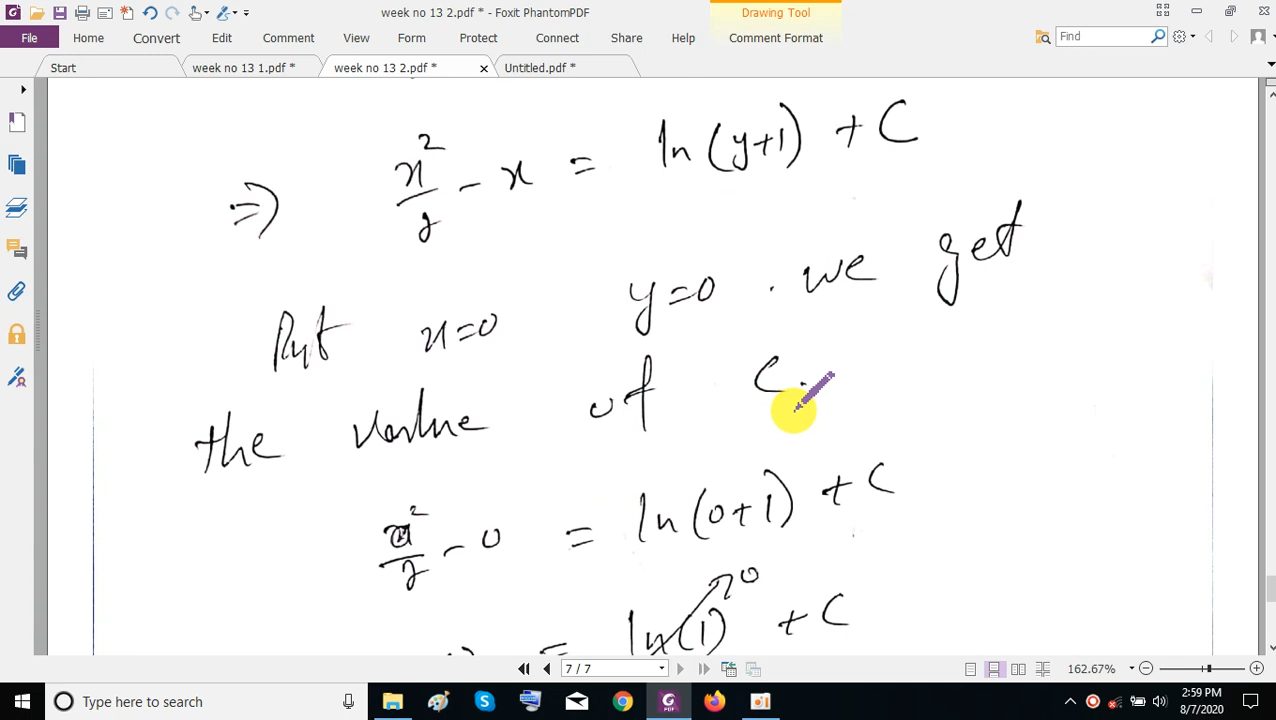 week no 13 2.pdf * - Foxit PhantomPDF
Drawing Tool
File Home Convert Edit Comment View Form Protect Connect Share Help Comment Format Find
Start week no 13 1.pdf * week no 13 2.pdf * Untitled.pdf *
⇒ x²/2 - x = ln(y+1) + C
Put x=0 y=0 . we get
the value of C.
0²/2 - 0 = ln(0+1) + C
= ln(1) ↗0 + C
7 / 7 162.67%
Type here to search 2:59 PM
8/7/2020